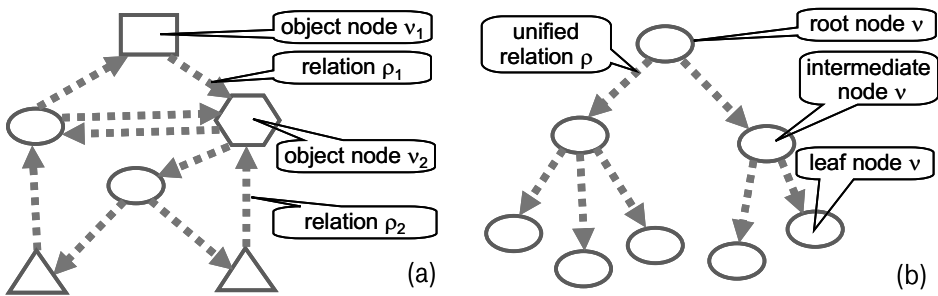 object node ν1
relation ρ1
object node ν2
relation ρ2
(a)
unified
relation ρ
root node ν
intermediate
node ν
leaf node ν
(b)